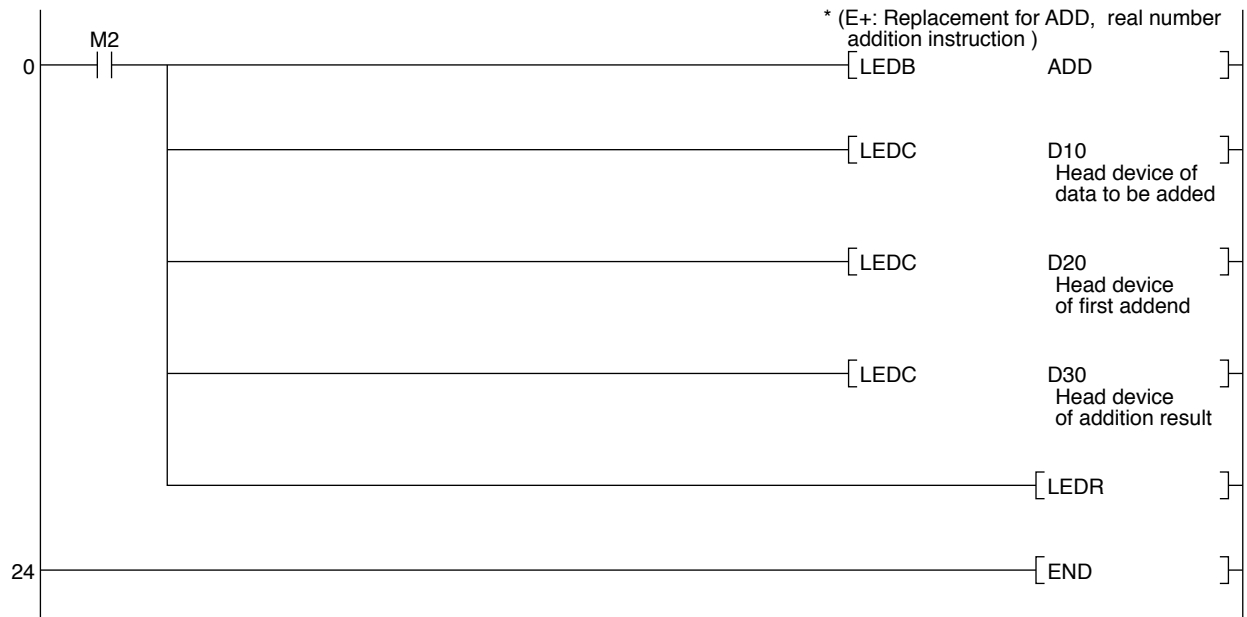 * (E+: Replacement for ADD, real number
addition instruction )
M2
0 LEDB ADD
LEDC D10
Head device of
data to be added
LEDC D20
Head device
of first addend
LEDC D30
Head device
of addition result
LEDR
24 END